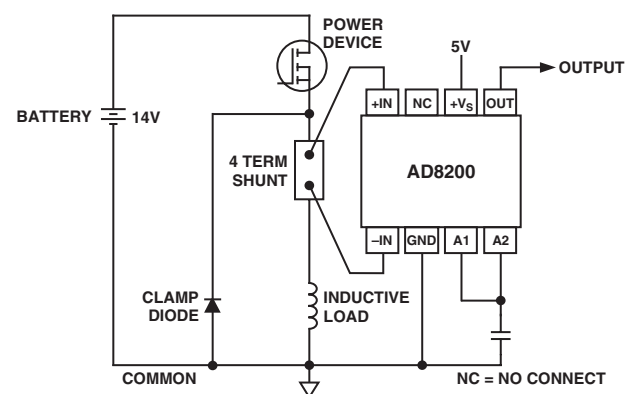 POWER
DEVICE
5V
OUTPUT
+IN
NC
+VS
OUT
BATTERY
14V
4 TERM
SHUNT
AD8200
–IN
GND
A1
A2
CLAMP
DIODE
INDUCTIVE
LOAD
COMMON
NC = NO CONNECT